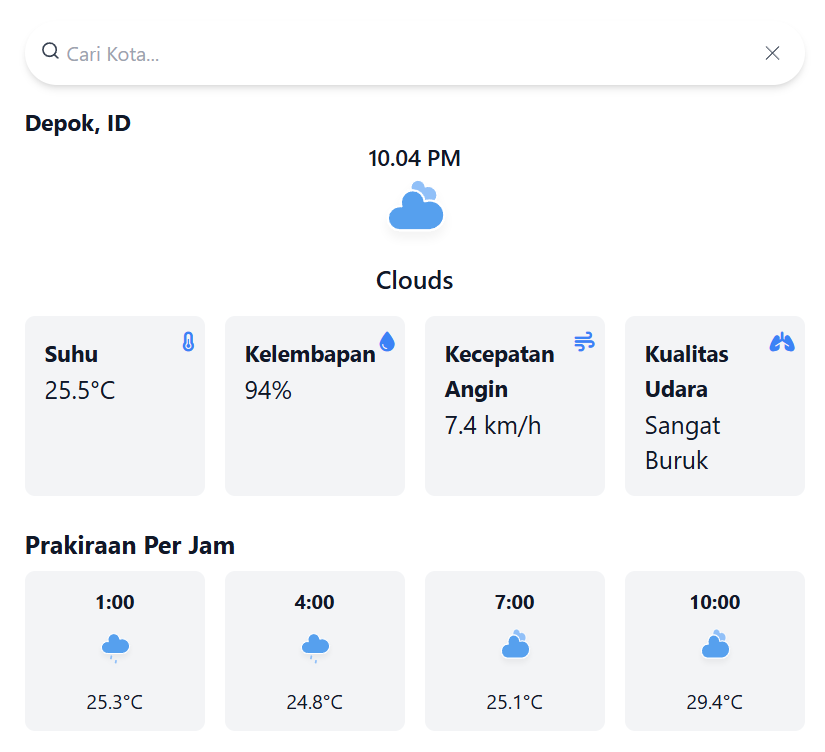 Cari Kota...
Depok, ID
10.04 PM
Clouds
Suhu
25.5°C
Kelembapan
94%
Kecepatan
Angin
7.4 km/h
Kualitas
Udara
Sangat
Buruk
Prakiraan Per Jam
1:00
25.3°C
4:00
24.8°C
7:00
25.1°C
10:00
29.4°C